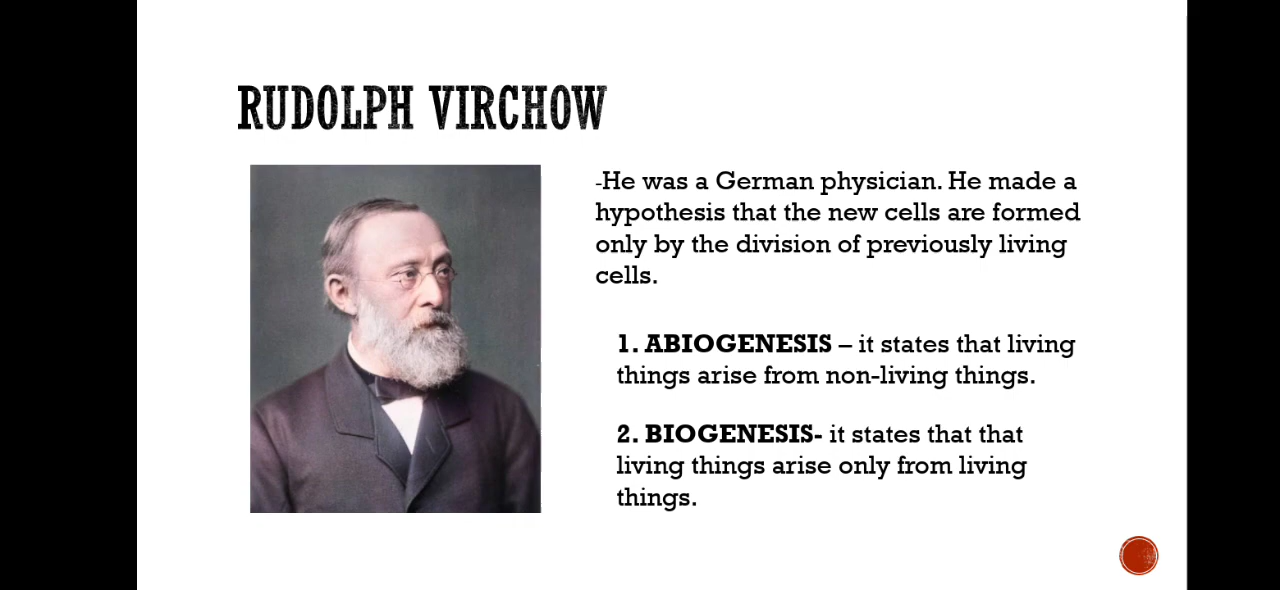 RUDOLPH VIRCHOW
-He was a German physician. He made a
hypothesis that the new cells are formed
only by the division of previously living
cells.
1. ABIOGENESIS – it states that living
things arise from non-living things.
2. BIOGENESIS- it states that that
living things arise only from living
things.